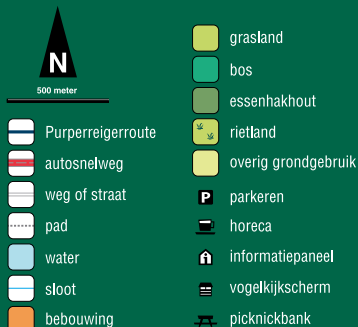 N
500 meter
Purperreigerroute
autosnelweg
weg of straat
pad
water
sloot
bebouwing
grasland
bos
essenhakhout
rietland
overig grondgebruik
P parkeren
horeca
i informatiepaneel
vogelkijkscherm
picknickbank